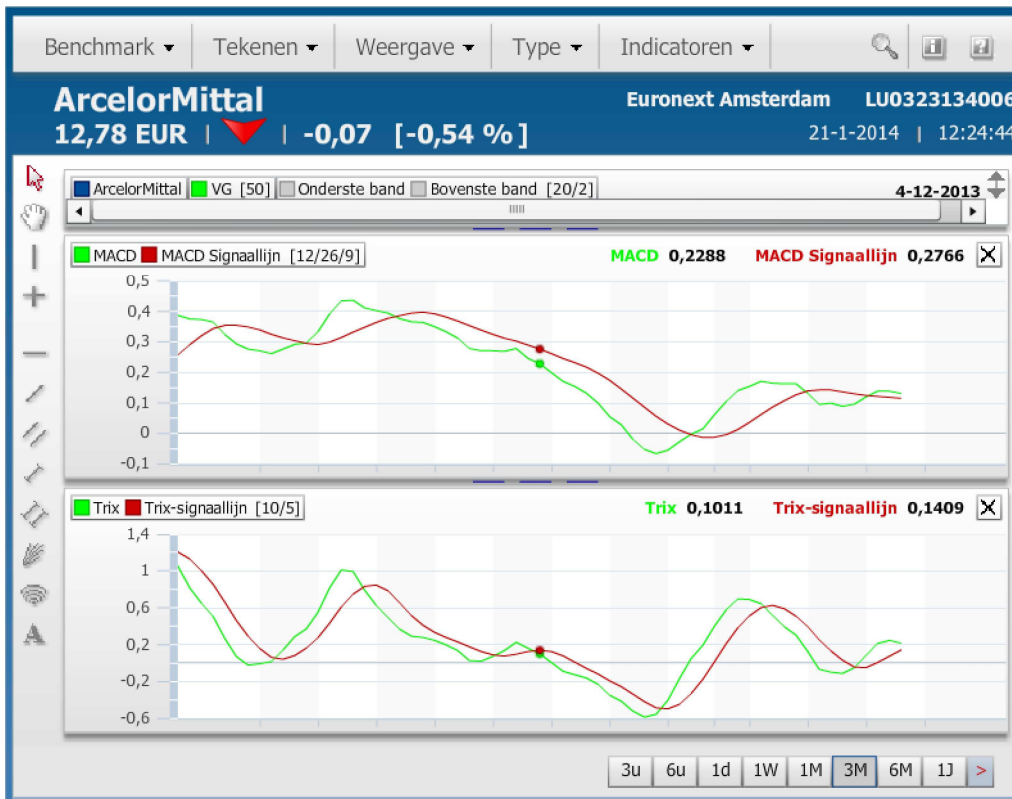 Benchmark Tekenen Weergave Type Indicatoren
ArcelorMittal Euronext Amsterdam LU0323134006
12,78 EUR | | -0,07 [-0,54 %] 21-1-2014 | 12:24:44
ArcelorMittal VG [50] Onderste band Bovenste band [20/2] 4-12-2013
MACD MACD Signaallijn [12/26/9] MACD 0,2288 MACD Signaallijn 0,2766
0,5
0,4
0,3
0,2
0,1
0
-0,1
Trix Trix-signaallijn [10/5] Trix 0,1011 Trix-signaallijn 0,1409
1,4
1
0,6
0,2
-0,2
-0,6
A
3u 6u 1d 1W 1M 3M 6M 1J >